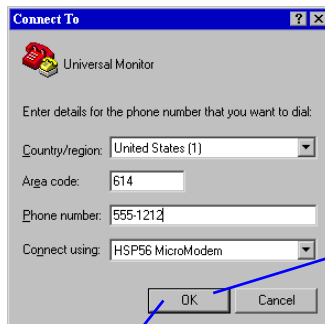 Connect To
Universal Monitor
Enter details for the phone number that you want to dial:
Country/region: United States (1)
Area code: 614
Phone number: 555-1212
Connect using: HSP56 MicroModem
OK Cancel